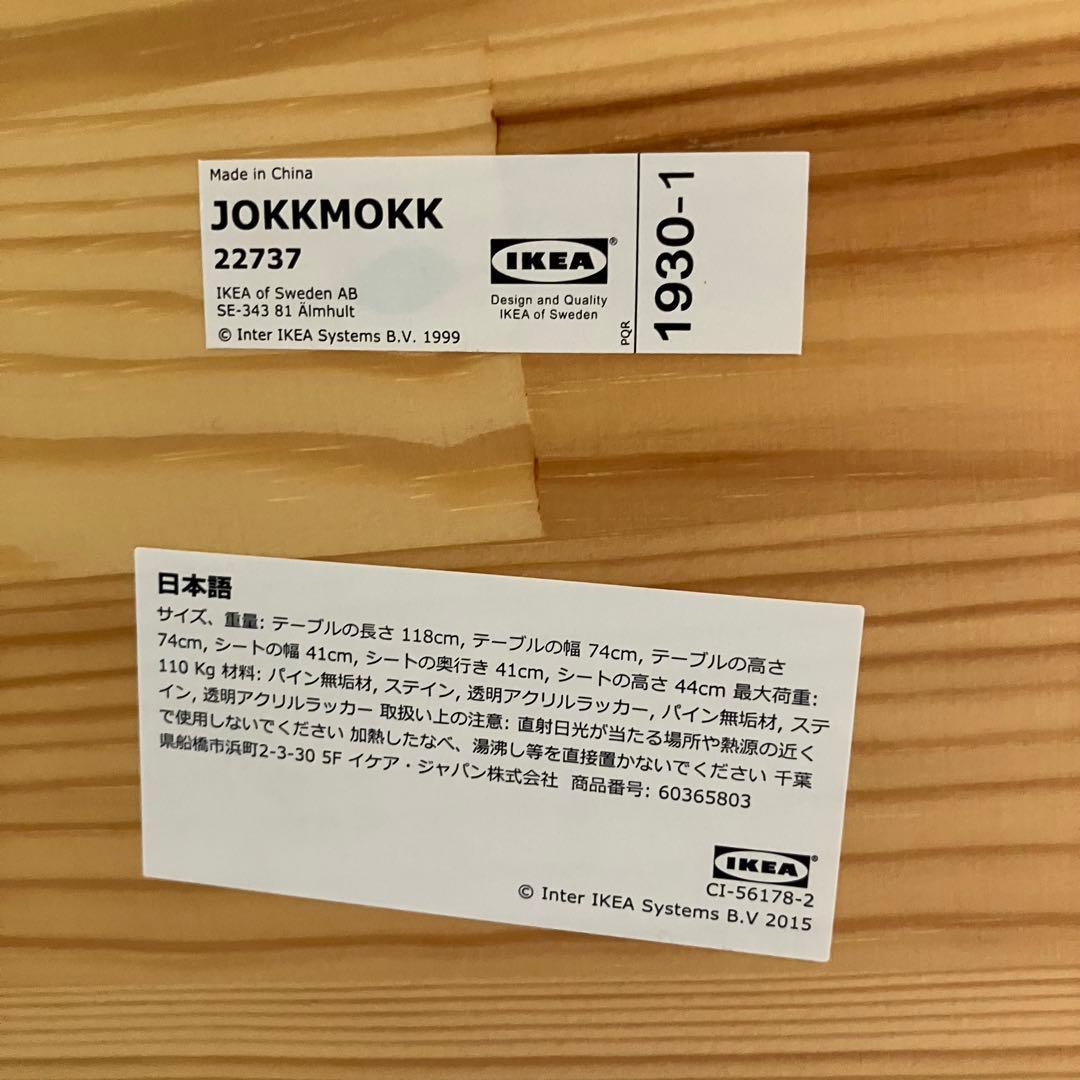 Made in China
JOKKMOKK
22737
IKEA of Sweden AB
SE-343 81 Älmhult
© Inter IKEA Systems B.V. 1999
IKEA®
Design and Quality
IKEA of Sweden
PQR
1930-1
日本語
サイズ、重量: テーブルの長さ 118cm, テーブルの幅 74cm, テーブルの高さ
74cm, シートの幅 41cm, シートの奥行き 41cm, シートの高さ 44cm 最大荷重:
110 Kg 材料: パイン無垢材, ステイン, 透明アクリルラッカー, パイン無垢材, ステ
イン, 透明アクリルラッカー 取扱い上の注意: 直射日光が当たる場所や熱源の近く
で使用しないでください 加熱したなべ、湯沸し等を直接置かないでください 千葉
県船橋市浜町2-3-30 5F イケア・ジャパン株式会社 商品番号: 60365803
IKEA®
CI-56178-2
© Inter IKEA Systems B.V 2015